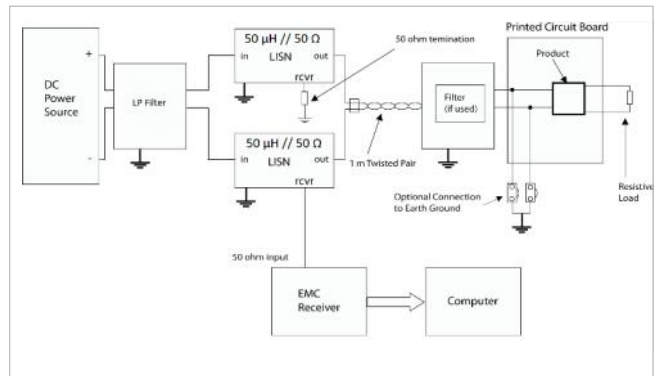 Printed Circuit Board
50 µH // 50 Ω
in
LISN
out
rcvr
50 ohm temination
Product
+
DC
Power
Source
-
LP Filter
Filter
(if used)
50 µH // 50 Ω
in
LISN
out
rcvr
1 m Twisted Pair
Optional Connection
to Earth Ground
Resistive
Load
50 ohm input
EMC
Receiver
Computer